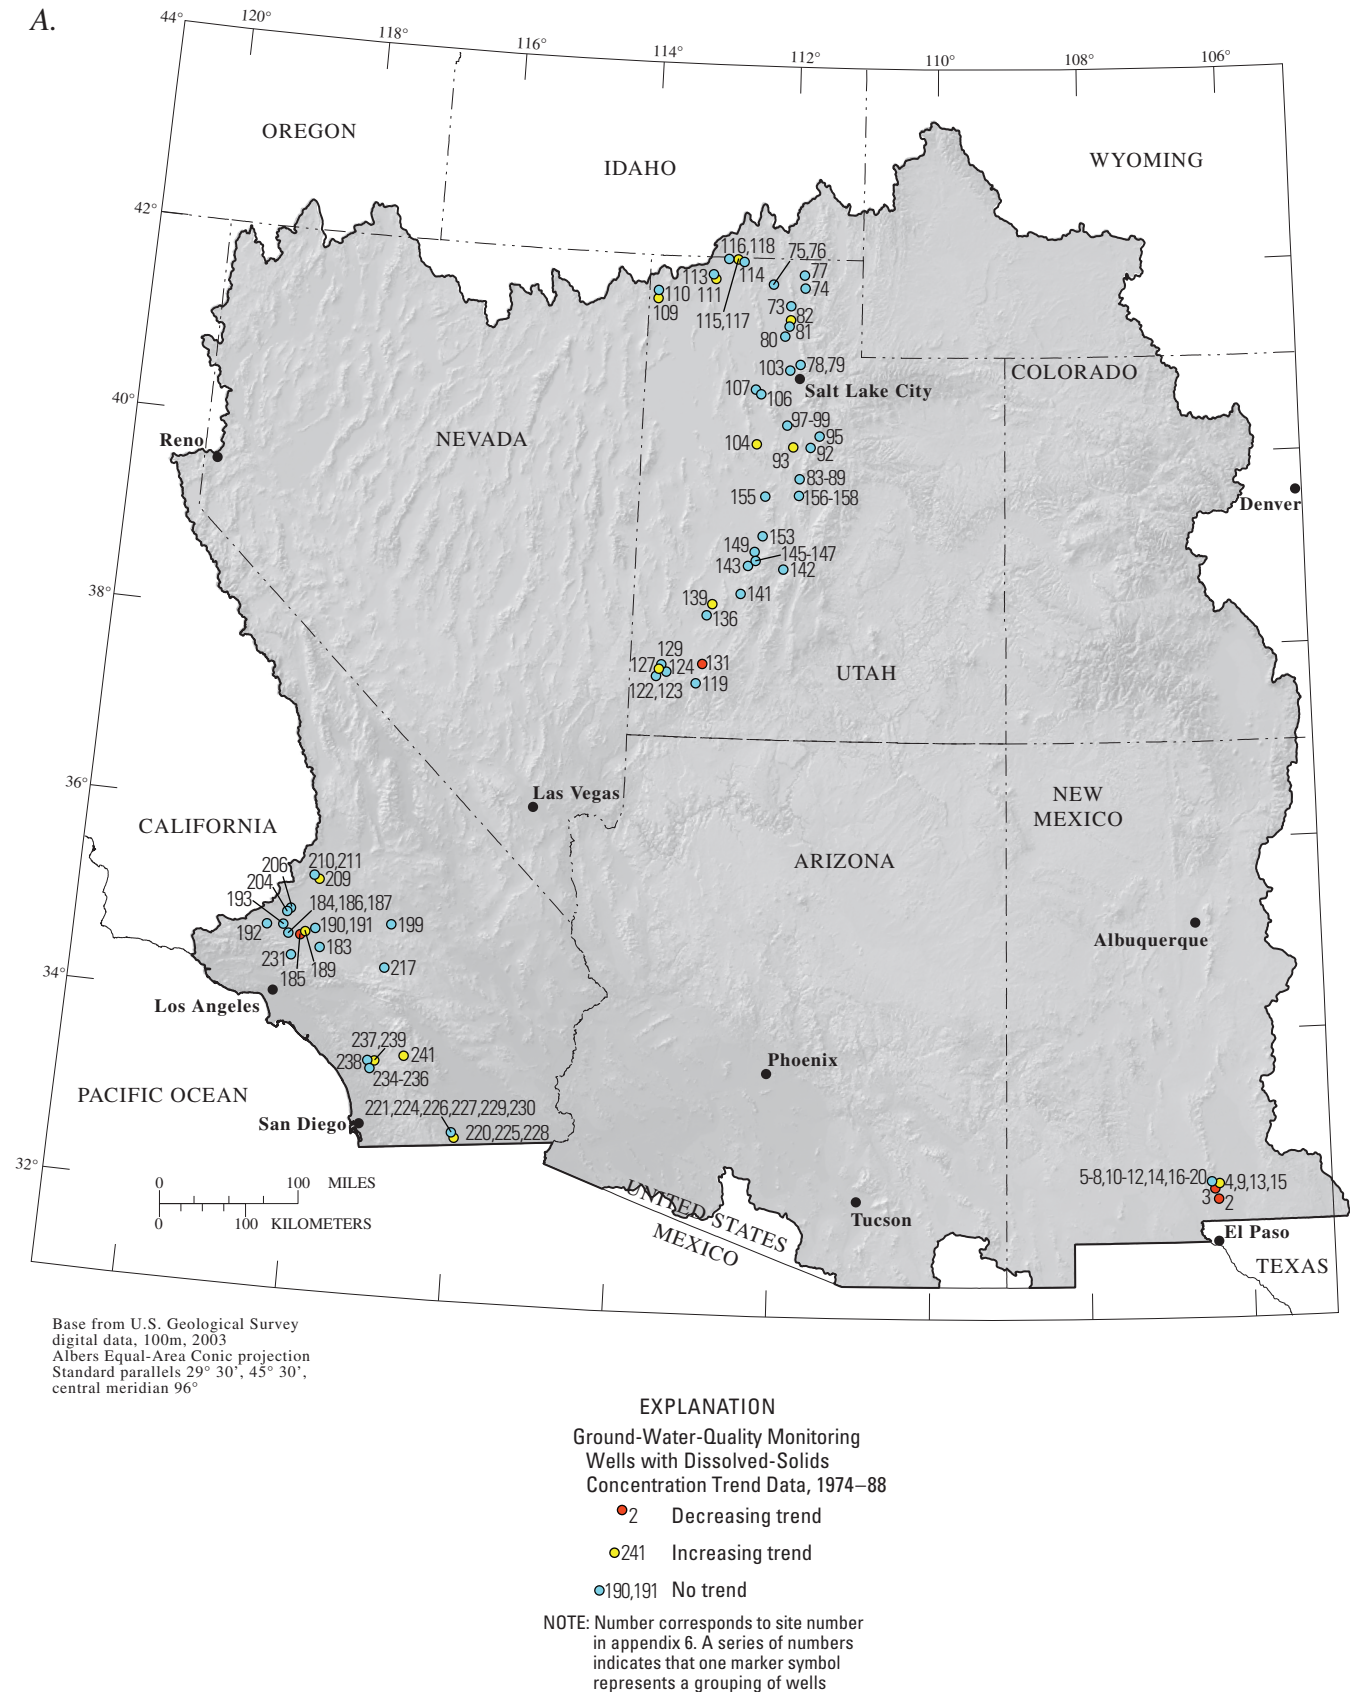 A.
44°
120°
118°
116°
114°
112°
110°
108°
106°
OREGON
IDAHO
WYOMING
42°
116,118
75,76
113
114
77
110
111
74
109
115,117
73
82
81
80
103
78,79
COLORADO
107
106
Salt Lake City
40°
97-99
Reno
NEVADA
104
95
93
92
83-89
155
156-158
Denver
153
149
145-147
143
142
38°
139
141
136
129
127
124
131
122,123
119
UTAH
36°
Las Vegas
NEW
MEXICO
CALIFORNIA
ARIZONA
206
210,211
204
209
193
184,186,187
192
190,191
199
183
231
189
185
217
Albuquerque
34°
Los Angeles
237,239
238
241
234-236
Phoenix
PACIFIC OCEAN
221,224,226,227,229,230
San Diego
220,225,228
32°
0 100 MILES
0 100 KILOMETERS
5-8,10-12,14,16-20
4,9,13,15
3
2
UNITED STATES
MEXICO
Tucson
El Paso
TEXAS
Base from U.S. Geological Survey
digital data, 100m, 2003
Albers Equal-Area Conic projection
Standard parallels 29° 30’, 45° 30’,
central meridian 96°
EXPLANATION
Ground-Water-Quality Monitoring
Wells with Dissolved-Solids
Concentration Trend Data, 1974–88
2 Decreasing trend
241 Increasing trend
190,191 No trend
NOTE: Number corresponds to site number
in appendix 6. A series of numbers
indicates that one marker symbol
represents a grouping of wells